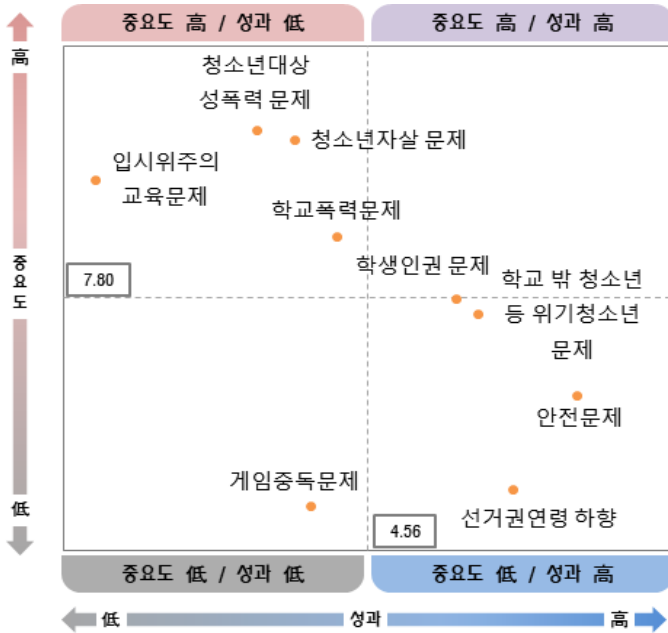 중요도 高 / 성과 低
중요도 高 / 성과 高
高
청소년대상
성폭력 문제
청소년자살 문제
입시위주의
교육문제
학교폭력문제
중요도
7.80
학생인권 문제
학교 밖 청소년
등 위기청소년
문제
안전문제
게임중독문제
低
4.56
선거권연령 하향
중요도 低 / 성과 低
중요도 低 / 성과 高
低
성과
高